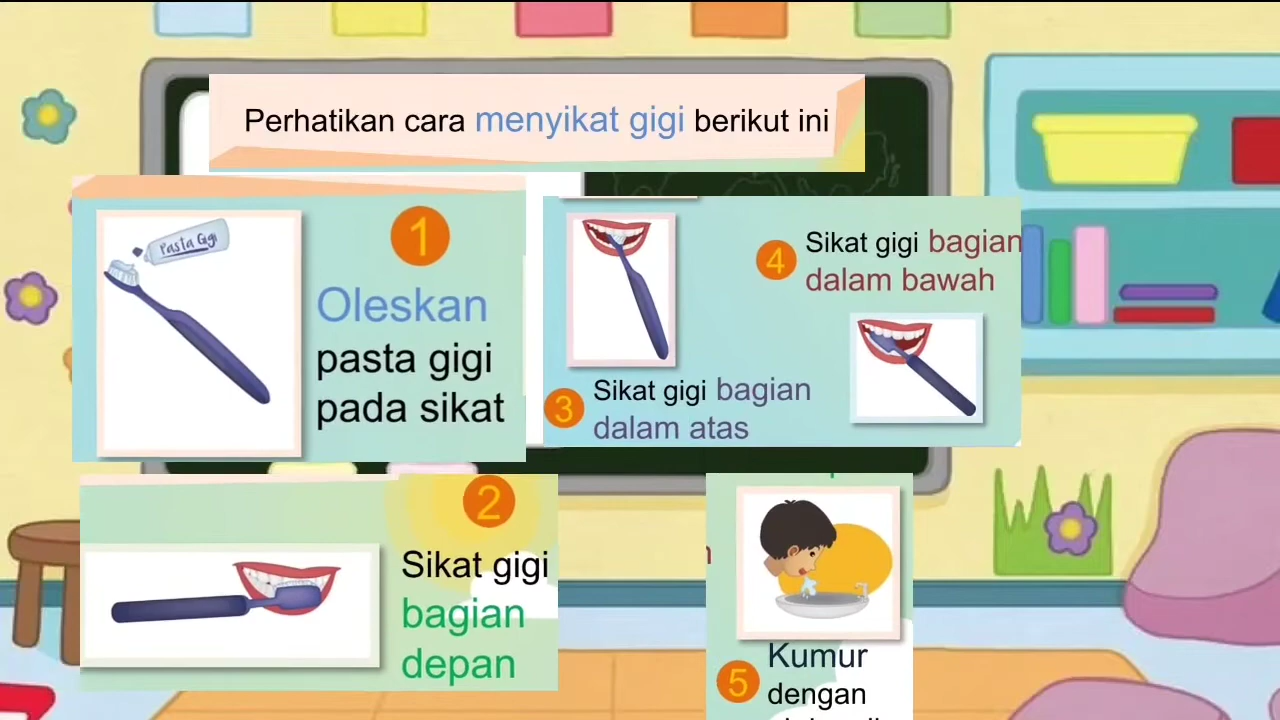 Perhatikan cara menyikat gigi berikut ini
Pasta Gigi
1
Oleskan
pasta gigi
pada sikat
2
Sikat gigi
bagian
depan
3
Sikat gigi bagian
dalam atas
4
Sikat gigi bagian
dalam bawah
5
Kumur
dengan